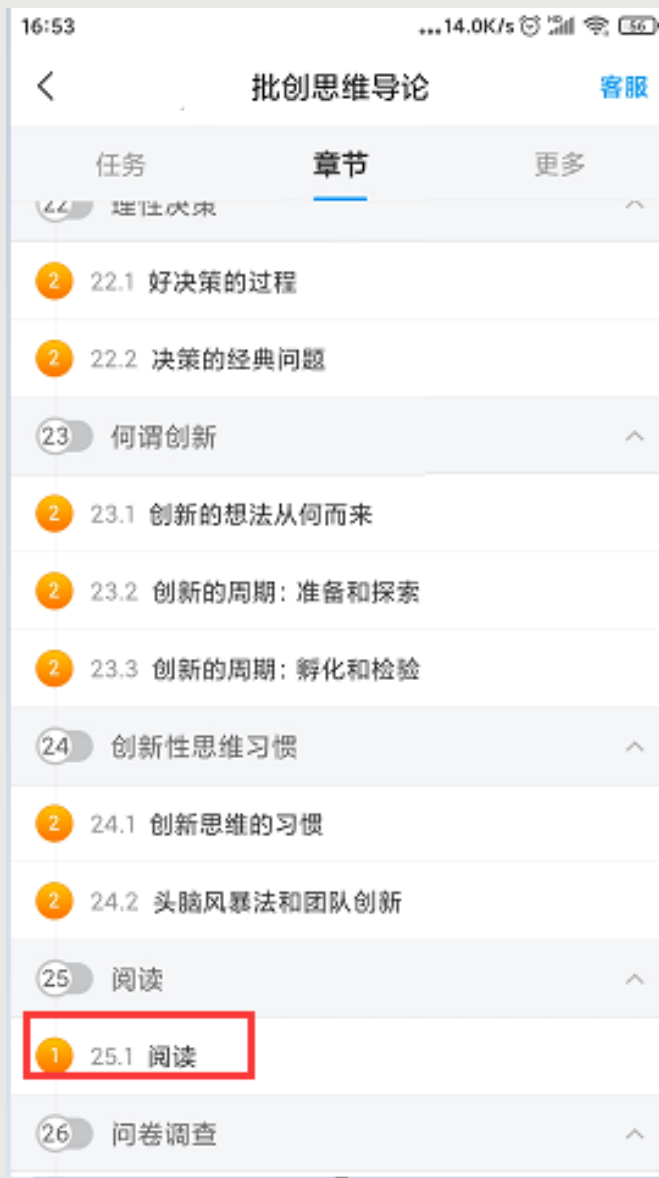 16:53 ...14.0K/s 56
批创思维导论 客服
任务 章节 更多
22 理性决策
2 22.1 好决策的过程
2 22.2 决策的经典问题
23 何谓创新
2 23.1 创新的想法从何而来
2 23.2 创新的周期：准备和探索
2 23.3 创新的周期：孵化和检验
24 创新性思维习惯
2 24.1 创新思维的习惯
2 24.2 头脑风暴法和团队创新
25 阅读
1 25.1 阅读
26 问卷调查